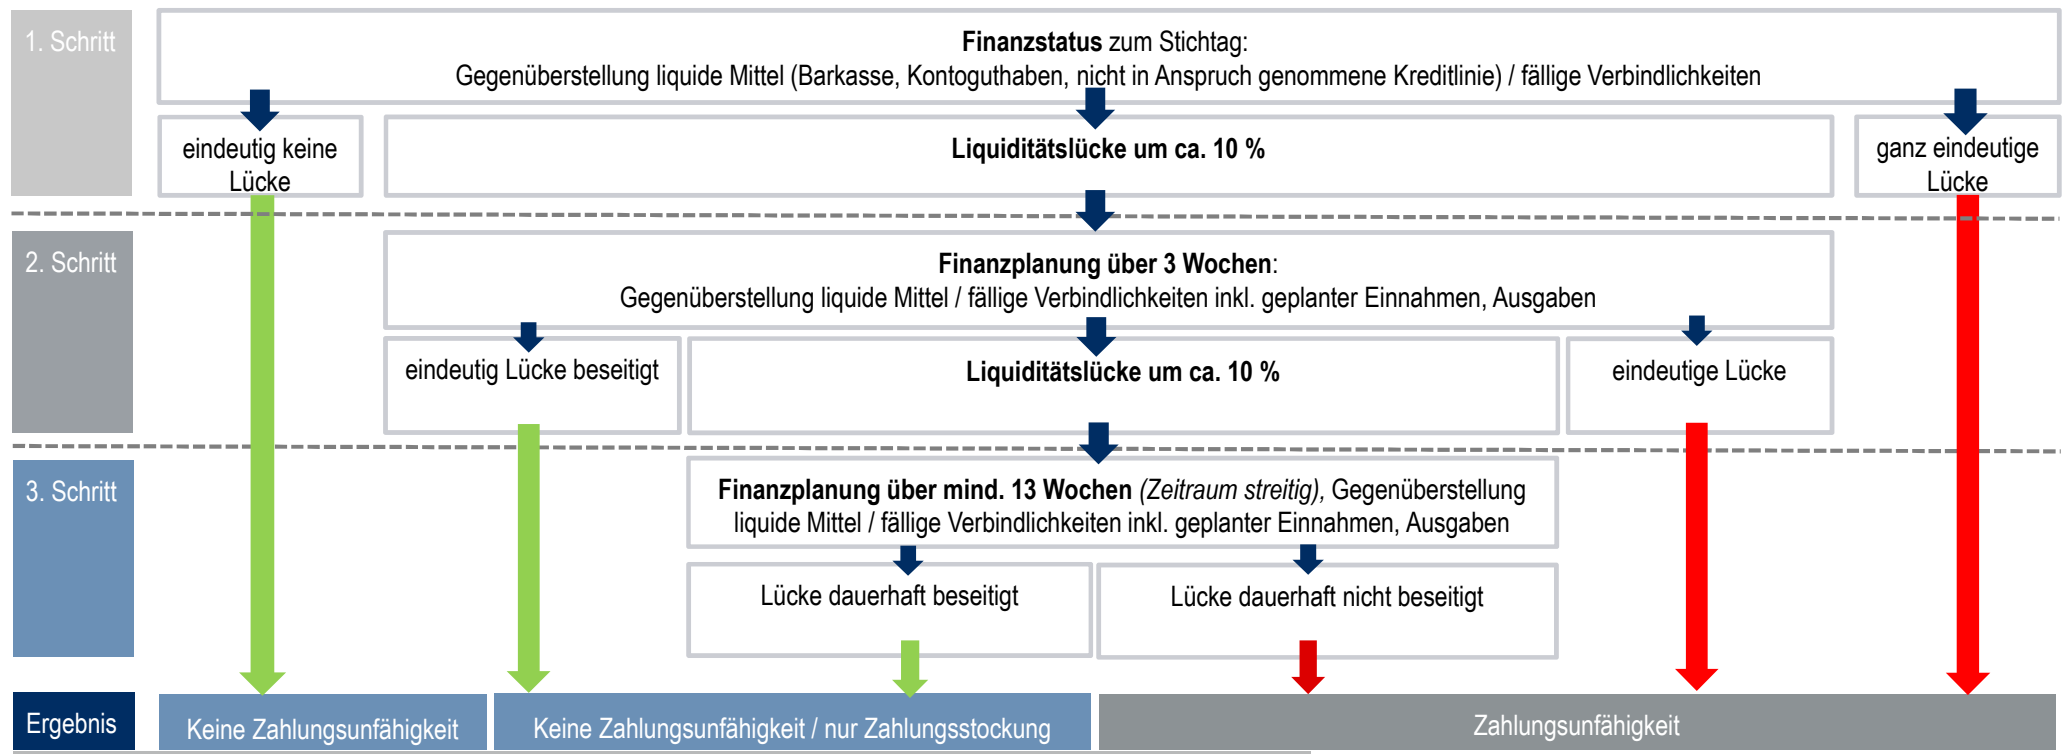 1. Schritt
Finanzstatus zum Stichtag:
Gegenüberstellung liquide Mittel (Barkasse, Kontoguthaben, nicht in Anspruch genommene Kreditlinie) / fällige Verbindlichkeiten
eindeutig keine
Lücke
Liquiditätslücke um ca. 10 %
ganz eindeutige
Lücke
2. Schritt
Finanzplanung über 3 Wochen:
Gegenüberstellung liquide Mittel / fällige Verbindlichkeiten inkl. geplanter Einnahmen, Ausgaben
eindeutig Lücke beseitigt
Liquiditätslücke um ca. 10 %
eindeutige Lücke
3. Schritt
Finanzplanung über mind. 13 Wochen (Zeitraum streitig), Gegenüberstellung
liquide Mittel / fällige Verbindlichkeiten inkl. geplanter Einnahmen, Ausgaben
Lücke dauerhaft beseitigt
Lücke dauerhaft nicht beseitigt
Ergebnis
Keine Zahlungsunfähigkeit
Keine Zahlungsunfähigkeit / nur Zahlungsstockung
Zahlungsunfähigkeit